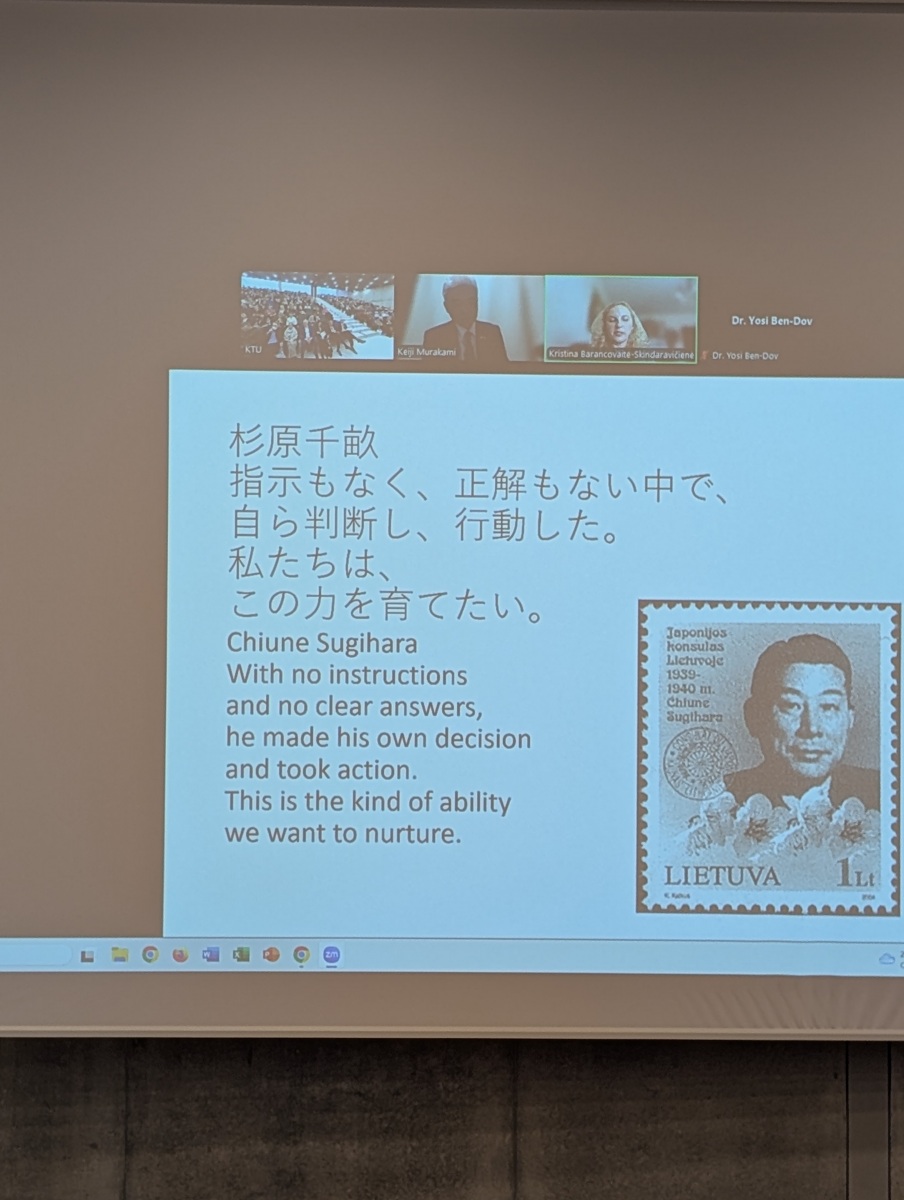 KTU
Keiji Murakami
Kristina Barancovaitė-Skindaravičienė
Dr. Yosi Ben-Dov
Dr. Yosi Ben-Dov
杉原千畝
指示もなく、正解もない中で、
自ら判断し、行動した。
私たちは、
この力を育てたい。
Chiune Sugihara
With no instructions
and no clear answers,
he made his own decision
and took action.
This is the kind of ability
we want to nurture.
Japonijos
konsulas
Lietuvoje
1939-
1940 m.
Chiune
Sugihara
LIETUVA 1Lt
zm